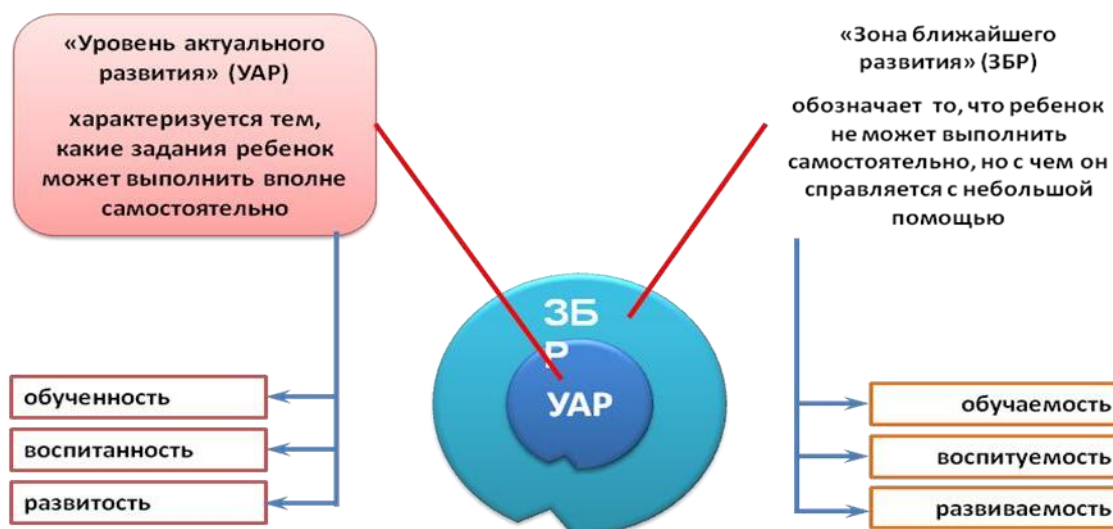 «Уровень актуального
развития» (УАР)
характеризуется тем,
какие задания ребенок
может выполнить вполне
самостоятельно
«Зона ближайшего
развития» (ЗБР)
обозначает то, что ребенок
не может выполнить
самостоятельно, но с чем он
справляется с небольшой
помощью
ЗБ
Р
УАР
обученность
воспитанность
развитость
обучаемость
воспитуемость
развиваемость